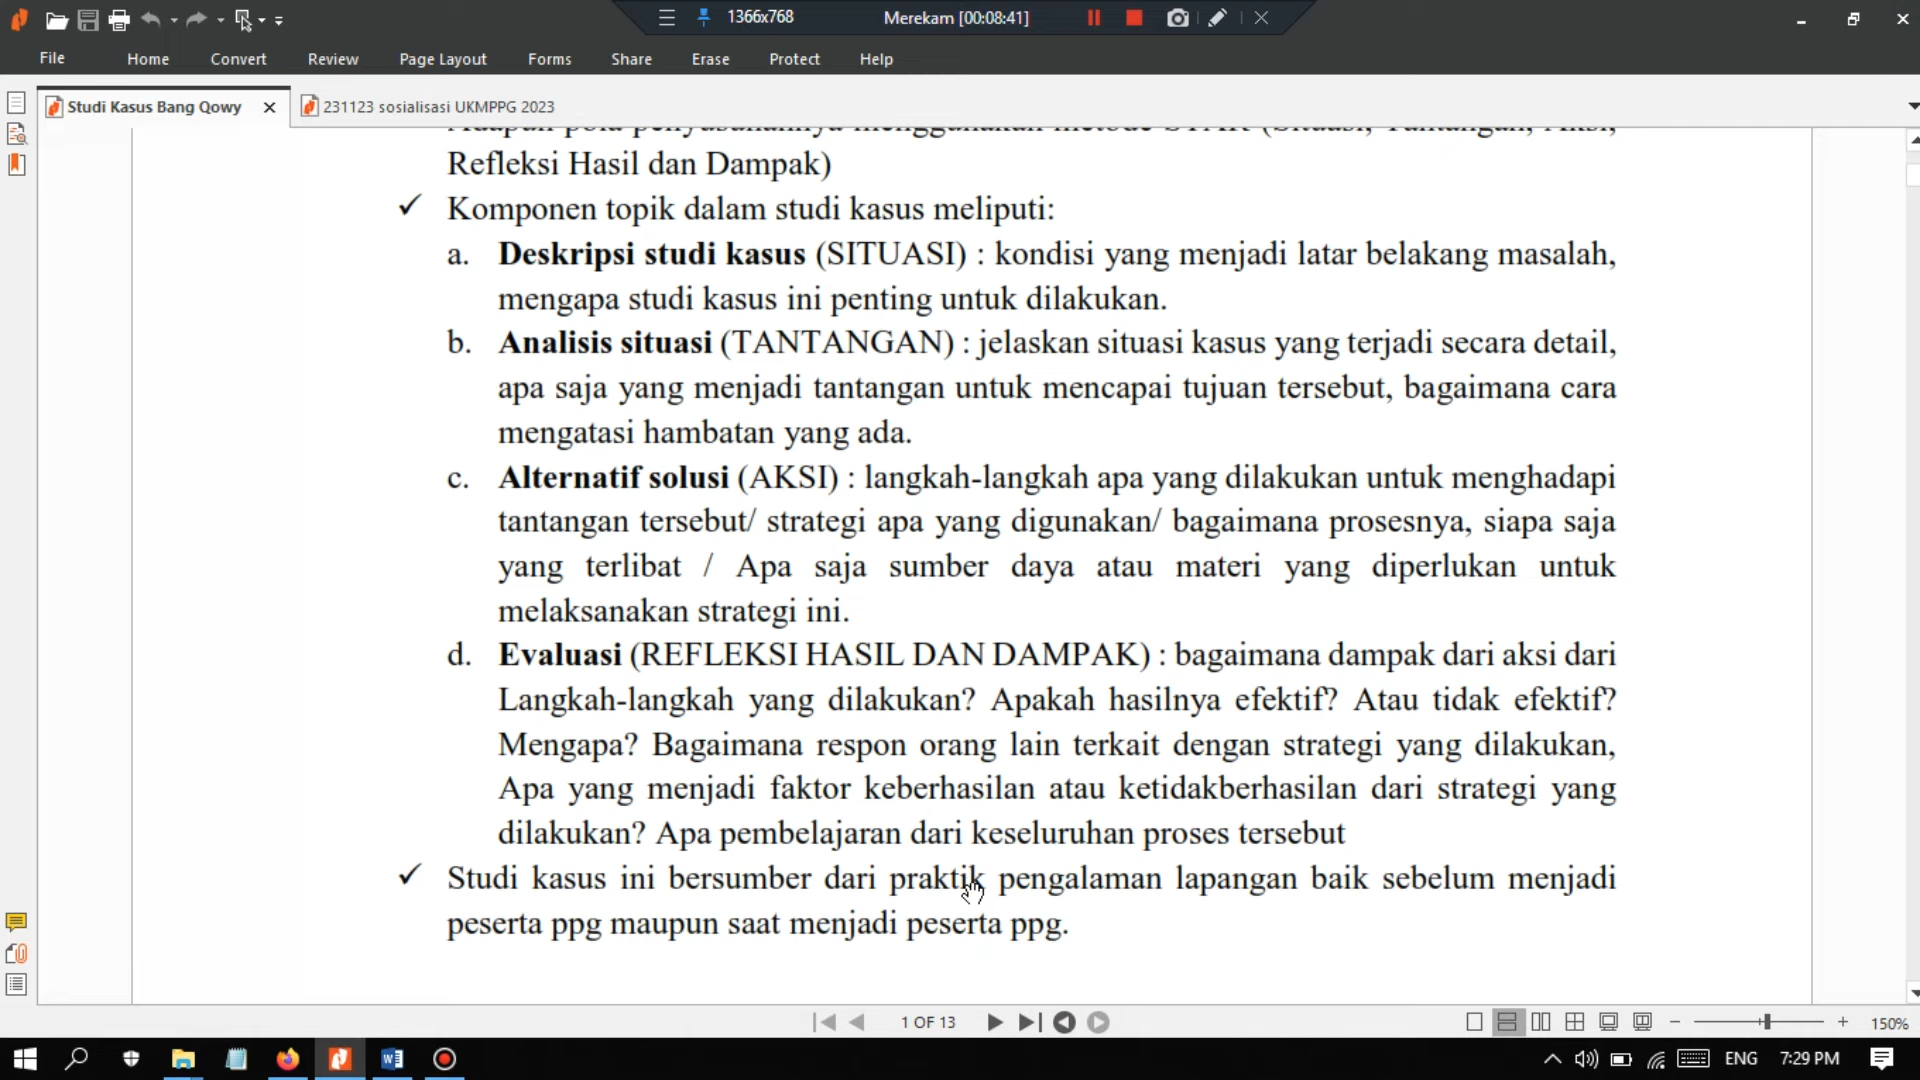 1366x768
Merekam [00:08:41]
File
Home
Convert
Review
Page Layout
Forms
Share
Erase
Protect
Help
Studi Kasus Bang Qowy
231123 sosialisasi UKMPPG 2023
Adapun pola penyusunannya menggunakan metode STAR (Situasi, Tantangan, Aksi,
Refleksi Hasil dan Dampak)
✓ Komponen topik dalam studi kasus meliputi:
a. Deskripsi studi kasus (SITUASI) : kondisi yang menjadi latar belakang masalah,
mengapa studi kasus ini penting untuk dilakukan.
b. Analisis situasi (TANTANGAN) : jelaskan situasi kasus yang terjadi secara detail,
apa saja yang menjadi tantangan untuk mencapai tujuan tersebut, bagaimana cara
mengatasi hambatan yang ada.
c. Alternatif solusi (AKSI) : langkah-langkah apa yang dilakukan untuk menghadapi
tantangan tersebut/ strategi apa yang digunakan/ bagaimana prosesnya, siapa saja
yang terlibat / Apa saja sumber daya atau materi yang diperlukan untuk
melaksanakan strategi ini.
d. Evaluasi (REFLEKSI HASIL DAN DAMPAK) : bagaimana dampak dari aksi dari
Langkah-langkah yang dilakukan? Apakah hasilnya efektif? Atau tidak efektif?
Mengapa? Bagaimana respon orang lain terkait dengan strategi yang dilakukan,
Apa yang menjadi faktor keberhasilan atau ketidakberhasilan dari strategi yang
dilakukan? Apa pembelajaran dari keseluruhan proses tersebut
✓ Studi kasus ini bersumber dari praktik pengalaman lapangan baik sebelum menjadi
peserta ppg maupun saat menjadi peserta ppg.
1 OF 13
150%
ENG
7:29 PM